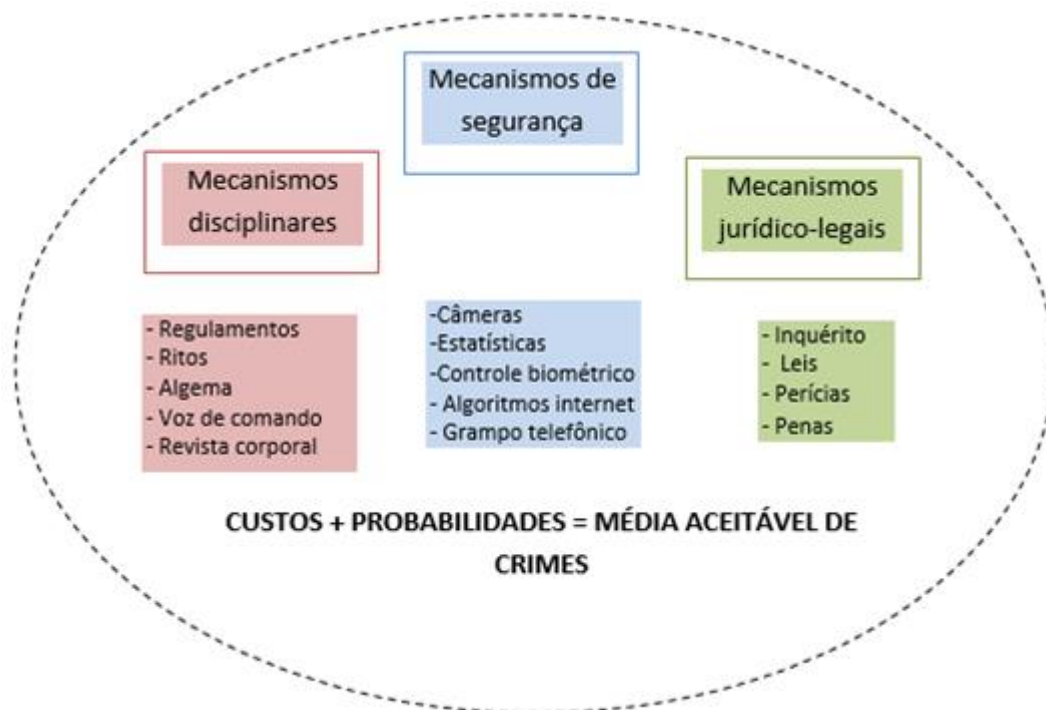 Mecanismos de
segurança
Mecanismos
disciplinares
Mecanismos
jurídico-legais
- Regulamentos
- Ritos
- Algema
- Voz de comando
- Revista corporal
-Câmeras
-Estatísticas
-Controle biométrico
- Algoritmos internet
- Grampo telefônico
- Inquérito
- Leis
- Perícias
- Penas
CUSTOS + PROBABILIDADES = MÉDIA ACEITÁVEL DE
CRIMES